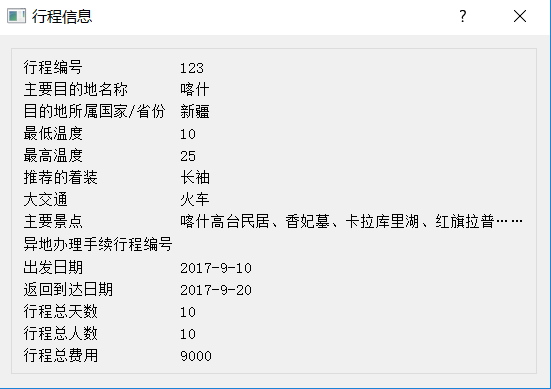 行程信息
行程编号 123
主要目的地名称 喀什
目的地所属国家/省份 新疆
最低温度 10
最高温度 25
推荐的着装 长袖
大交通 火车
主要景点 喀什高台民居、香妃墓、卡拉库里湖、红旗拉普……
异地办理手续行程编号
出发日期 2017-9-10
返回到达日期 2017-9-20
行程总天数 10
行程总人数 10
行程总费用 9000